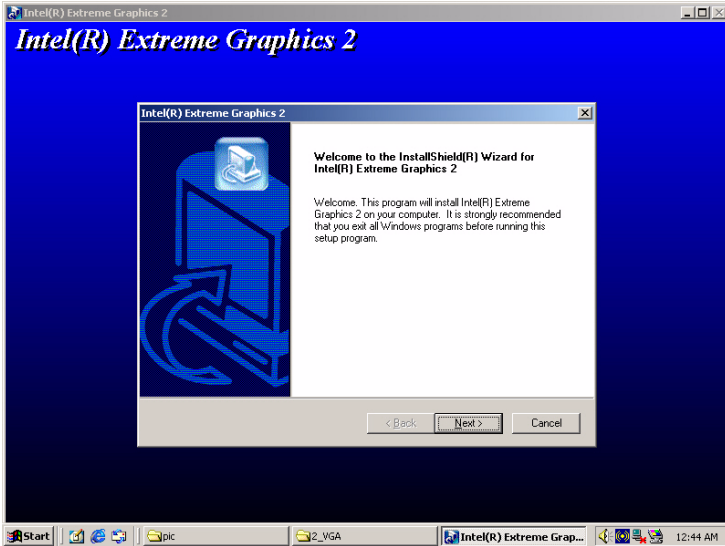 Intel(R) Extreme Graphics 2
Intel(R) Extreme Graphics 2
Intel(R) Extreme Graphics 2
Welcome to the InstallShield(R) Wizard for
Intel(R) Extreme Graphics 2
Welcome. This program will install Intel(R) Extreme
Graphics 2 on your computer. It is strongly recommended
that you exit all Windows programs before running this
setup program.
< Back Next > Cancel
Start pic 2_VGA Intel(R) Extreme Grap... 12:44 AM